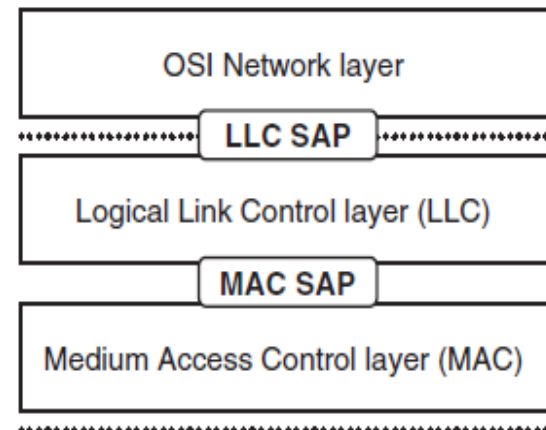 OSI Network layer
LLC SAP
Logical Link Control layer (LLC)
MAC SAP
Medium Access Control layer (MAC)